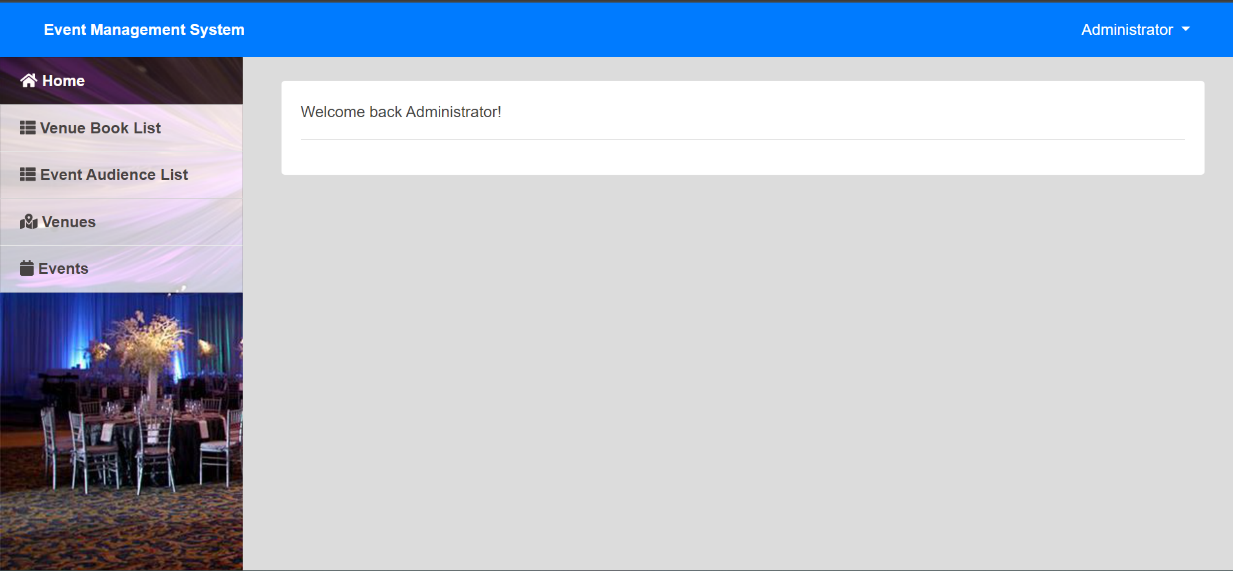 Event Management System
Administrator
Home
Venue Book List
Event Audience List
Venues
Events
Welcome back Administrator!